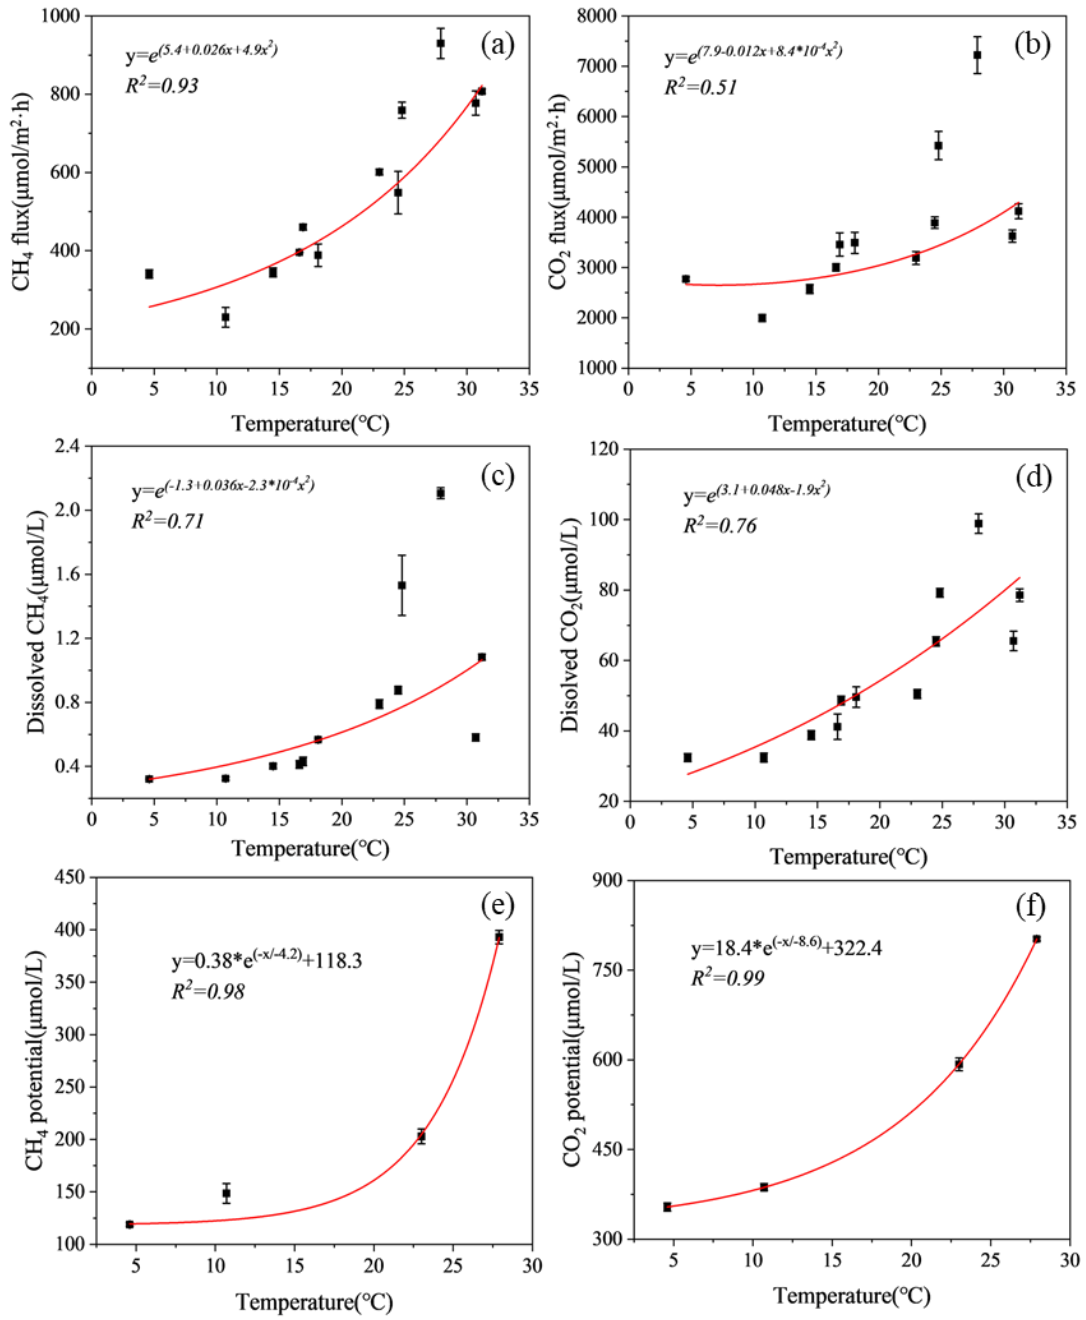 (a)
y=e^(5.4+0.026x+4.9x²)
R²=0.93
CH₄ flux(μmol/m²·h)
1000
800
600
400
200
0 5 10 15 20 25 30 35
Temperature(°C)
(b)
y=e^(7.9-0.012x+8.4*10⁻⁴x²)
R²=0.51
CO₂ flux(μmol/m²·h)
8000
7000
6000
5000
4000
3000
2000
1000
0 5 10 15 20 25 30 35
Temperature(°C)
(c)
y=e^(-1.3+0.036x-2.3*10⁻⁴x²)
R²=0.71
Dissolved CH₄(μmol/L)
2.4
2.0
1.6
1.2
0.8
0.4
0 5 10 15 20 25 30 35
Temperature(°C)
(d)
y=e^(3.1+0.048x-1.9x²)
R²=0.76
Disolved CO₂(μmol/L)
120
100
80
60
40
20
0 5 10 15 20 25 30 35
Temperature(°C)
(e)
y=0.38*e^(-x/-4.2)+118.3
R²=0.98
CH₄ potential(μmol/L)
450
400
350
300
250
200
150
100
5 10 15 20 25 30
Temperature(°C)
(f)
y=18.4*e^(-x/-8.6)+322.4
R²=0.99
CO₂ potential(μmol/L)
900
750
600
450
300
5 10 15 20 25 30
Temperature(°C)